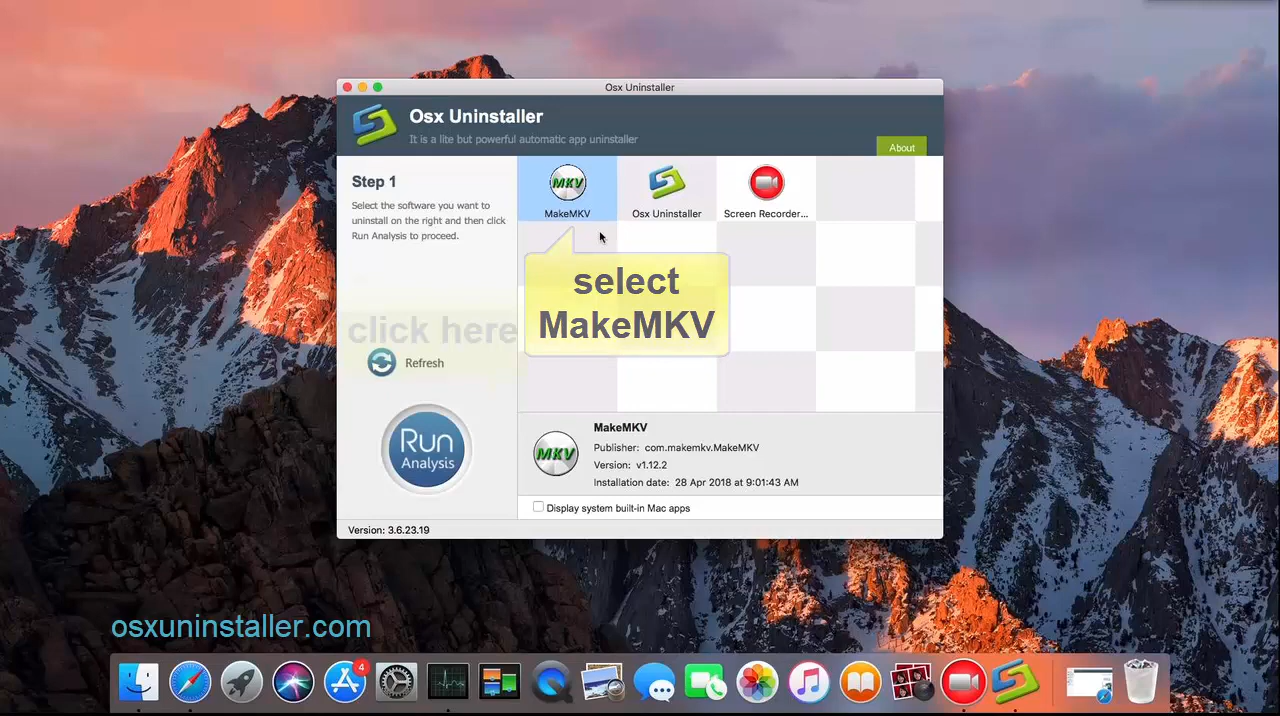 Osx Uninstaller
Osx Uninstaller
It is a lite but powerful automatic app uninstaller
About
Step 1
Select the software you want to
uninstall on the right and then click
Run Analysis to proceed.
MKV
MakeMKV
Osx Uninstaller
Screen Recorder...
select
MakeMKV
click here
Refresh
Run
Analysis
MKV
MakeMKV
Publisher: com.makemkv.MakeMKV
Version: v1.12.2
Installation date: 28 Apr 2018 at 9:01:43 AM
Display system built-in Mac apps
Version: 3.6.23.19
osxuninstaller.com
4